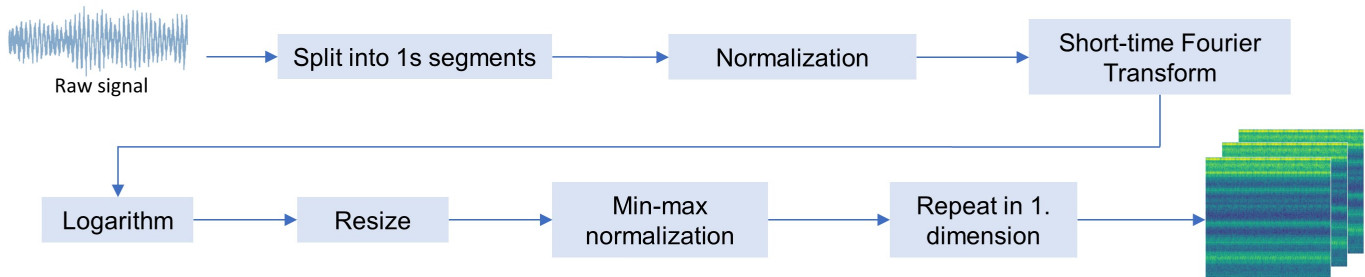 Raw signal
Split into 1s segments
Normalization
Short-time Fourier
Transform
Logarithm
Resize
Min-max
normalization
Repeat in 1.
dimension